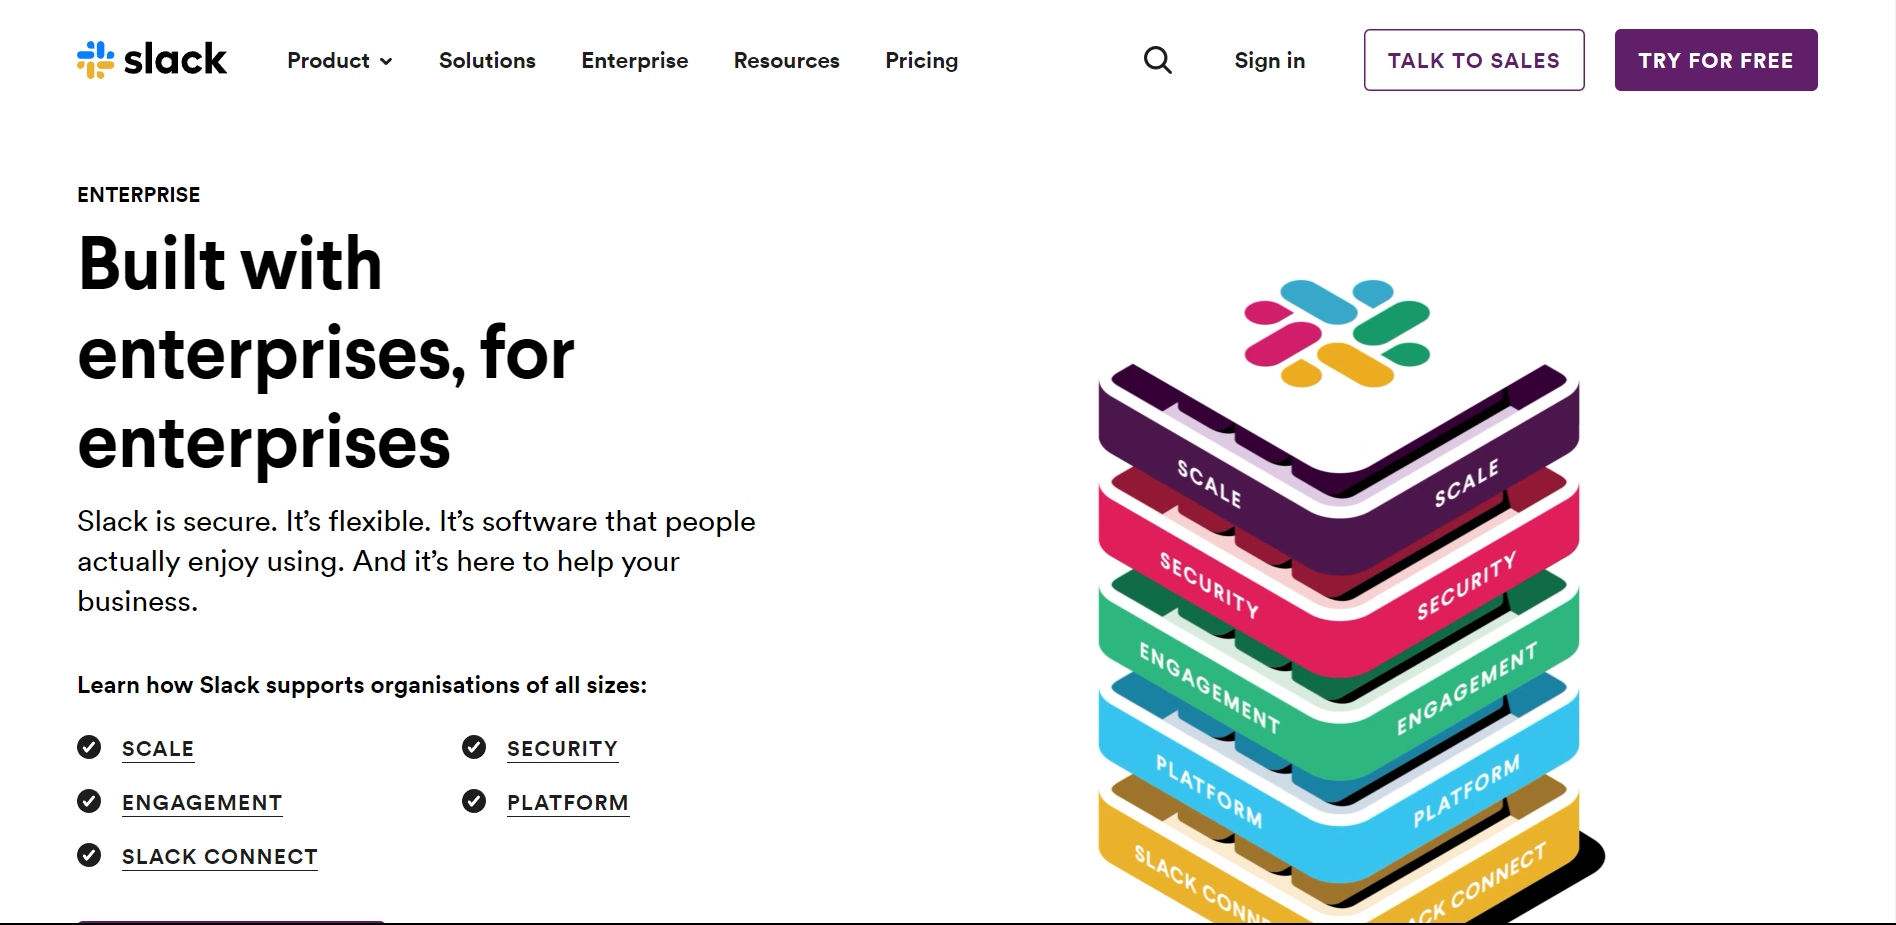 slack
Product
Solutions
Enterprise
Resources
Pricing
Sign in
TALK TO SALES
TRY FOR FREE
ENTERPRISE
Built with
enterprises, for
enterprises
Slack is secure. It’s flexible. It’s software that people
actually enjoy using. And it’s here to help your
business.
Learn how Slack supports organisations of all sizes:
SCALE
SECURITY
ENGAGEMENT
PLATFORM
SLACK CONNECT
SCALE
SCALE
SECURITY
SECURITY
ENGAGEMENT
ENGAGEMENT
PLATFORM
PLATFORM
SLACK CONN
ACK CONNECT